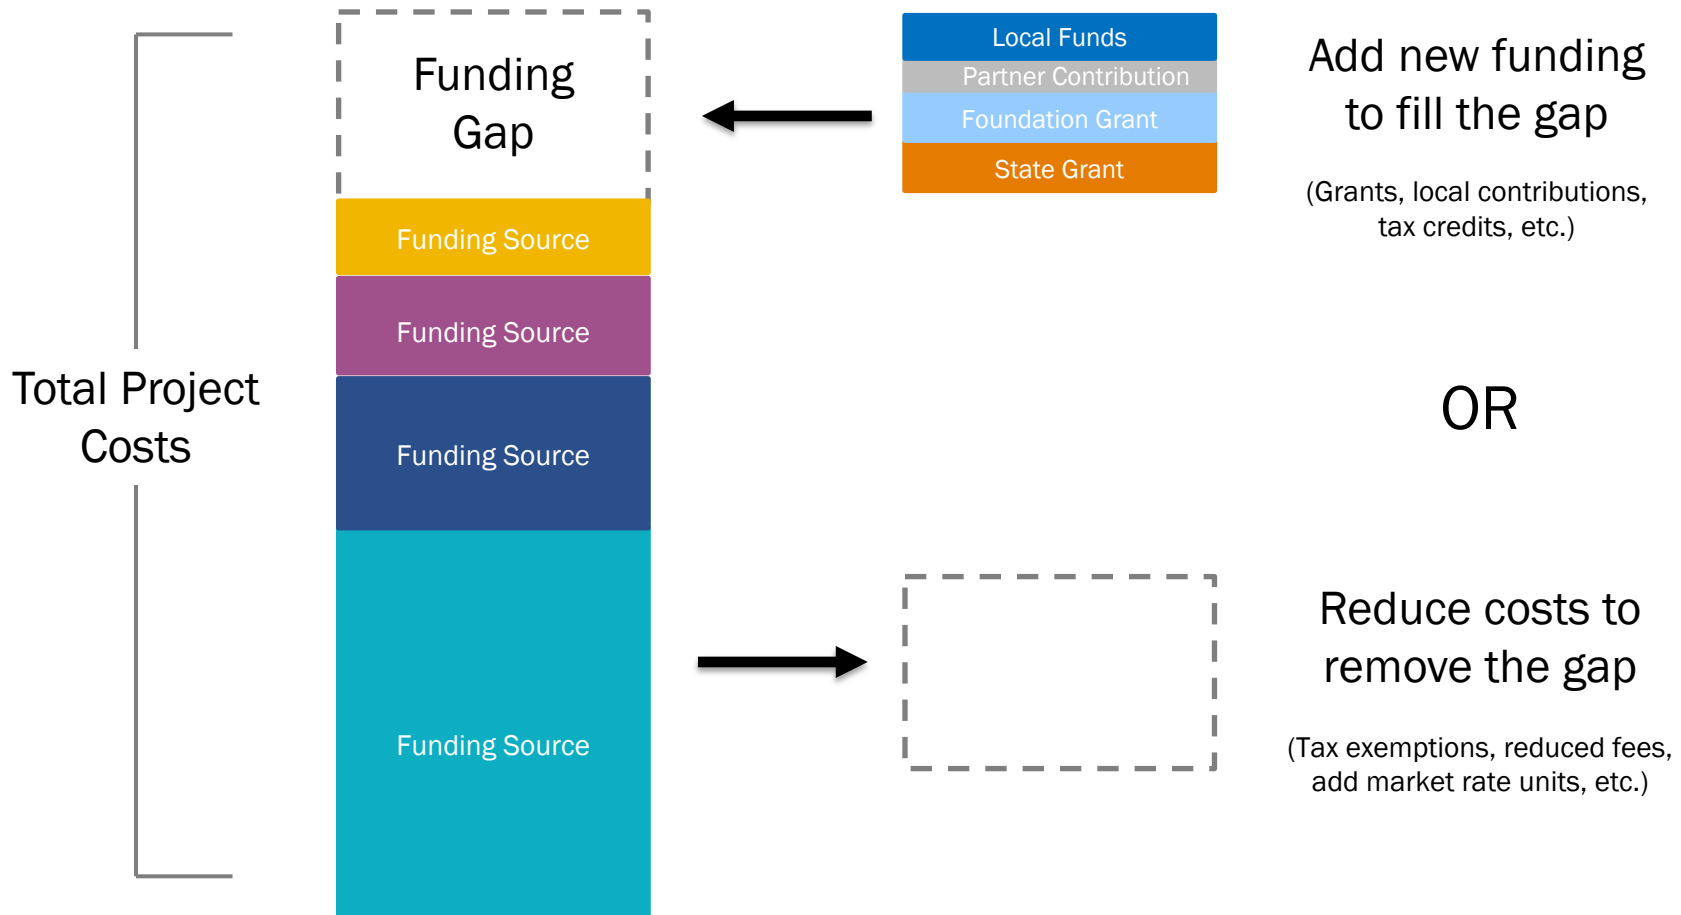 Total Project
Costs
Funding
Gap
Funding Source
Funding Source
Funding Source
Funding Source
Local Funds
Partner Contribution
Foundation Grant
State Grant
Add new funding
to fill the gap
(Grants, local contributions,
tax credits, etc.)
OR
Reduce costs to
remove the gap
(Tax exemptions, reduced fees,
add market rate units, etc.)